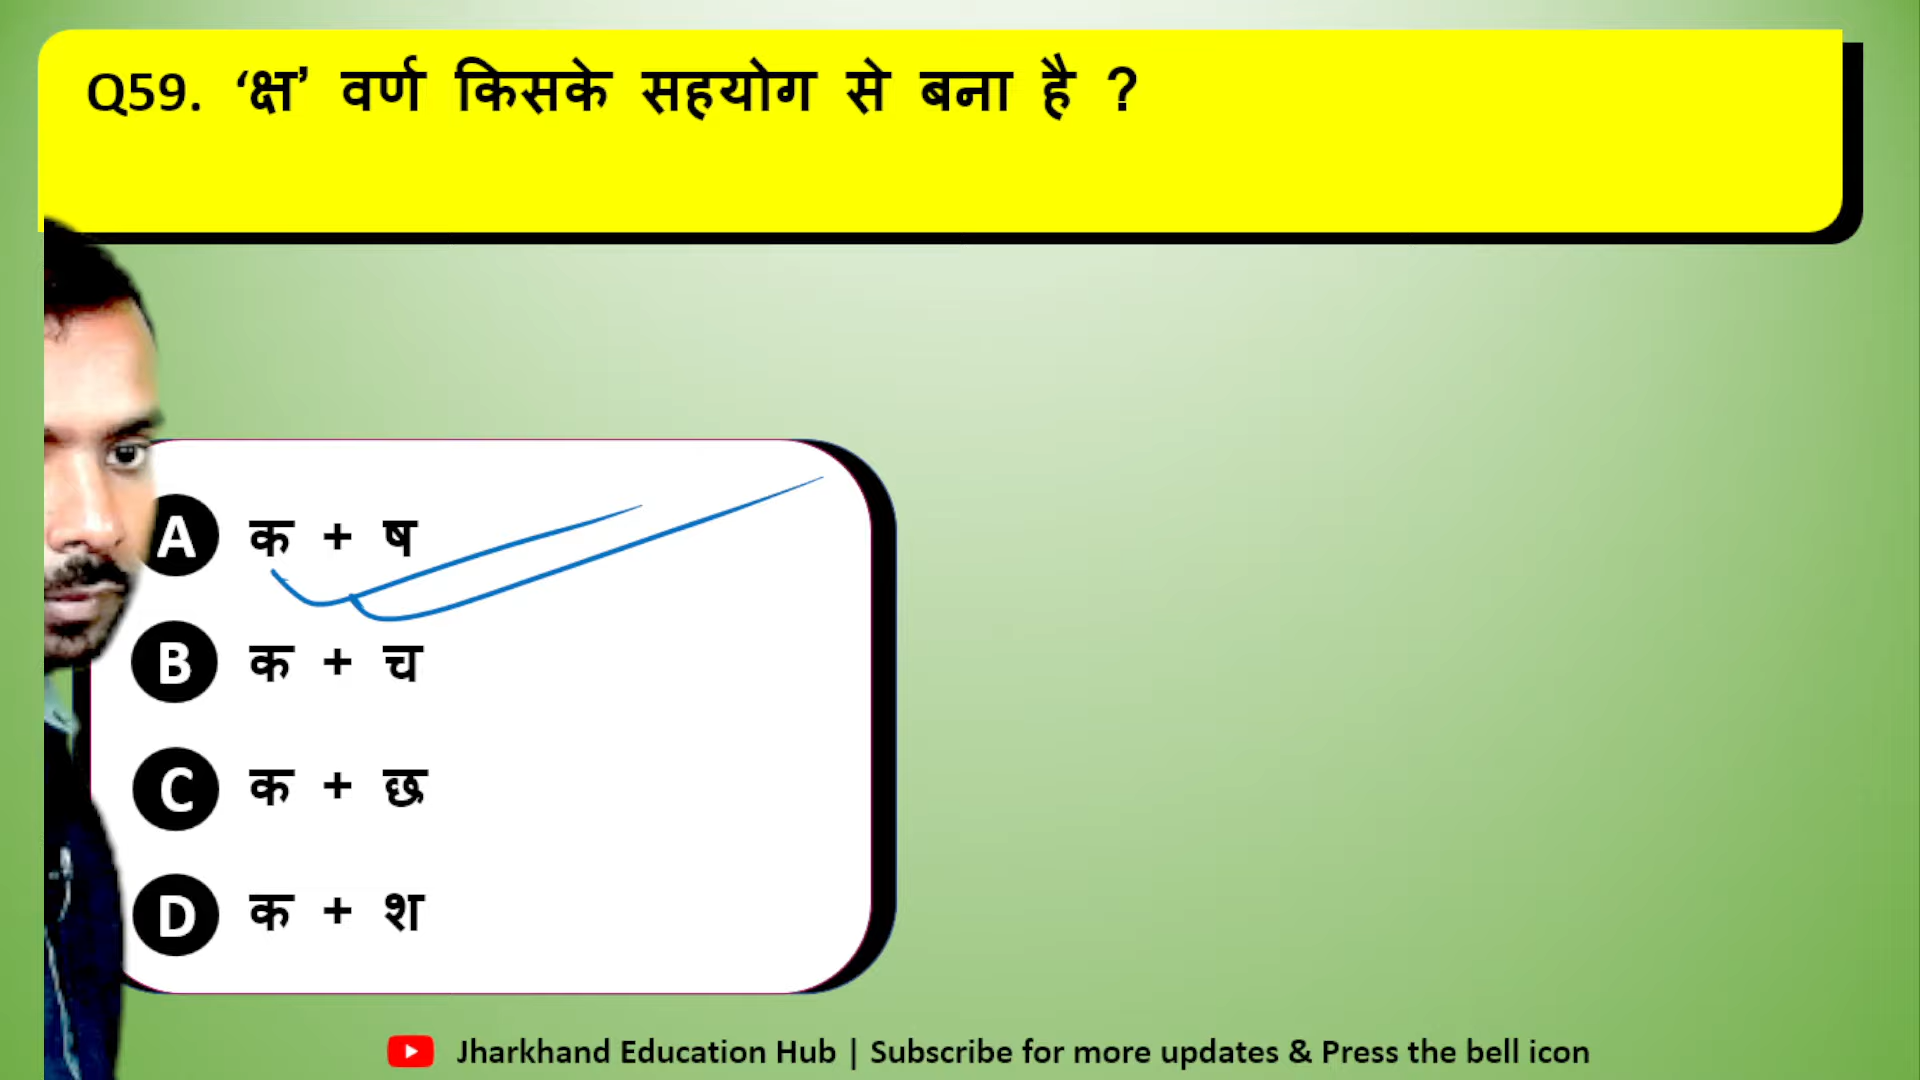 Q59. ‘क्ष’ वर्ण किसके सहयोग से बना है ?
A क + ष
B क + च
C क + छ
D क + श
Jharkhand Education Hub | Subscribe for more updates & Press the bell icon